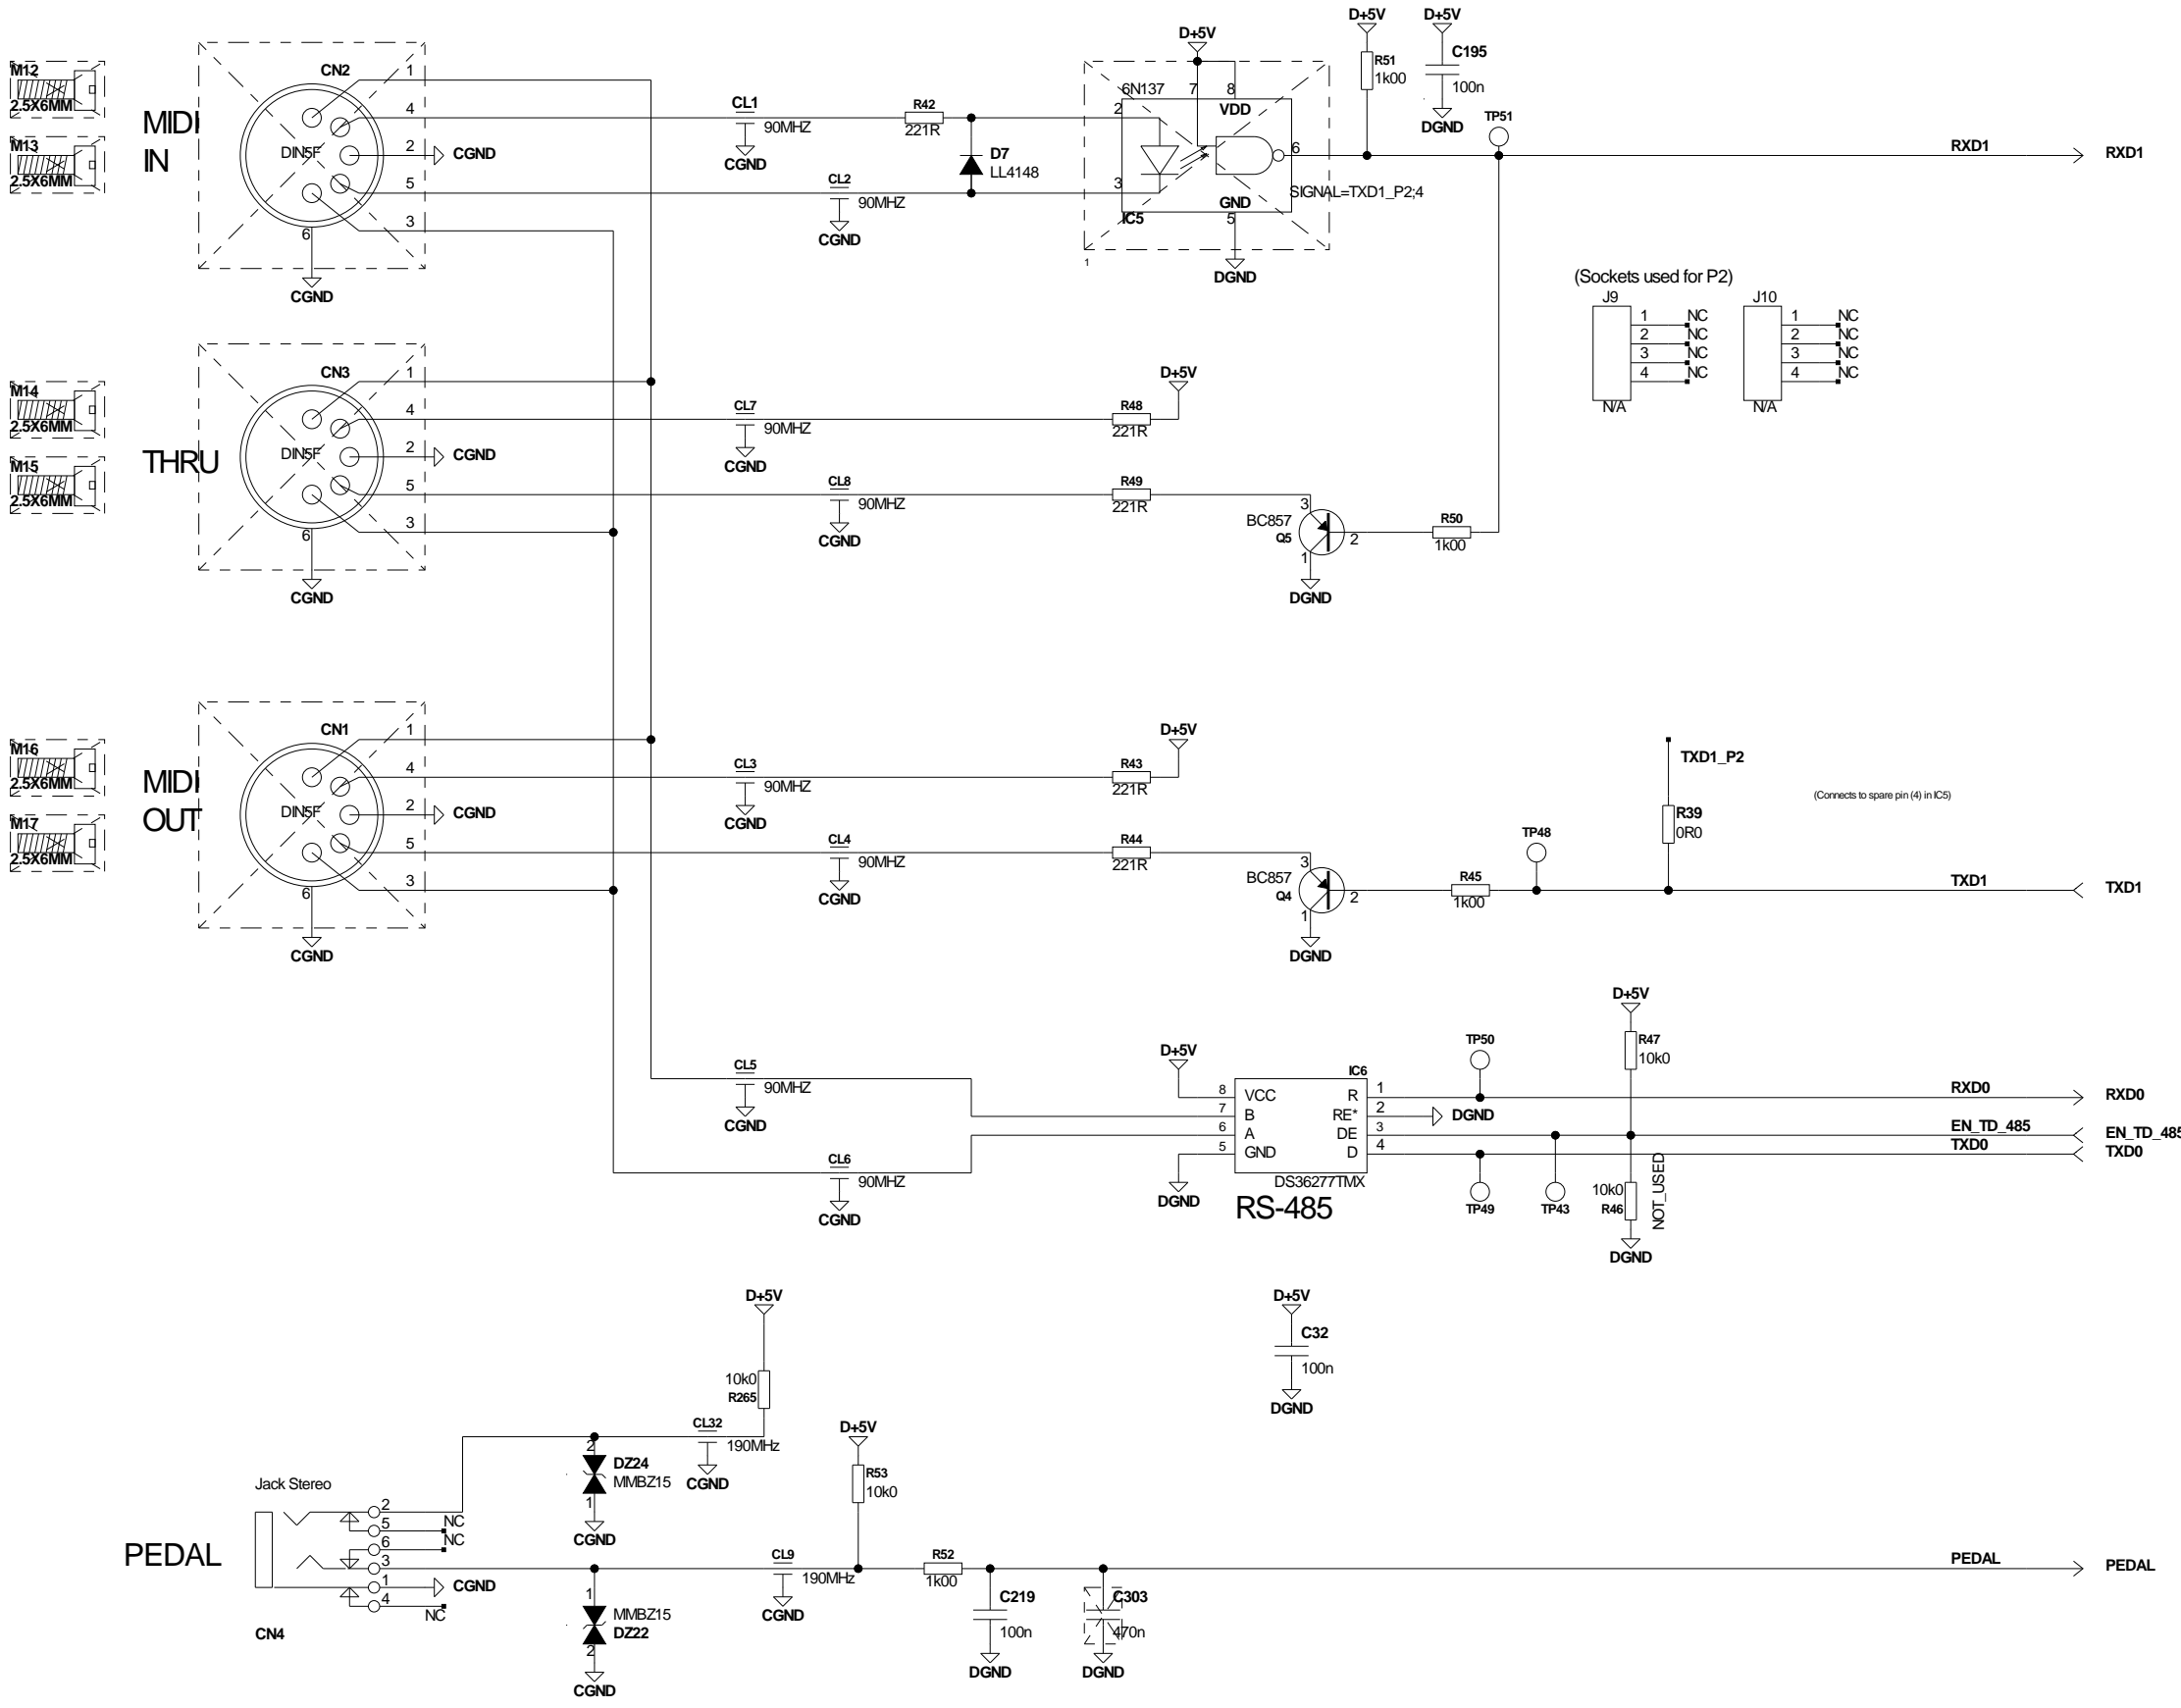 M12
2.5X6MM
M13
2.5X6MM
MIDI
IN
CN2
DIN5F
1
4
2
5
3
6
CGND
CGND
CL1
90MHZ
CGND
CL2
90MHZ
CGND
R42
221R
D7
LL4148
D+5V
6N137
7
8
VDD
2
3
6
GND
5
IC5
SIGNAL=TXD1_P2;4
1
DGND
D+5V
R51
1k00
D+5V
C195
100n
DGND
TP51
RXD1
RXD1
(Sockets used for P2)
J9
1 NC
2 NC
3 NC
4 NC
N/A
J10
1 NC
2 NC
3 NC
4 NC
N/A
M14
2.5X6MM
M15
2.5X6MM
THRU
CN3
DIN5F
1
4
2
5
3
6
CGND
CGND
CL7
90MHZ
CGND
CL8
90MHZ
CGND
D+5V
R48
221R
R49
221R
BC857
Q5
3
2
1
DGND
R50
1k00
M16
2.5X6MM
M17
2.5X6MM
MIDI
OUT
CN1
DIN5F
1
4
2
5
3
6
CGND
CGND
CL3
90MHZ
CGND
CL4
90MHZ
CGND
D+5V
R43
221R
R44
221R
BC857
Q4
3
2
1
DGND
R45
1k00
TP48
TXD1_P2
R39
0R0
(Connects to spare pin (4) in IC5)
TXD1
TXD1
CL5
90MHZ
CGND
CL6
90MHZ
CGND
D+5V
DGND
IC6
8 VCC R 1
7 B RE* 2
6 A DE 3
5 GND D 4
DS36277TMX
RS-485
DGND
TP50
TP49
TP43
D+5V
R47
10k0
10k0
R46
NOT_USED
DGND
RXD0
RXD0
EN_TD_485
EN_TD_485
TXD0
TXD0
D+5V
C32
100n
DGND
D+5V
10k0
R265
CL32
190MHz
CGND
2
DZ24
MMBZ15
1
CGND
Jack Stereo
PEDAL
2
5 NC
6 NC
3
1
4 NC
CGND
CN4
1
MMBZ15
DZ22
2
CGND
CL9
190MHz
CGND
D+5V
R53
10k0
R52
1k00
C219
100n
DGND
C303
470n
DGND
PEDAL
PEDAL